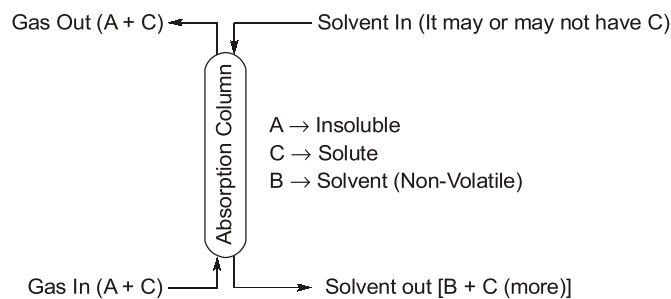 Gas Out (A + C)
Solvent In (It may or may not have C)
Absorption Column
A → Insoluble
C → Solute
B → Solvent (Non-Volatile)
Gas In (A + C)
Solvent out [B + C (more)]